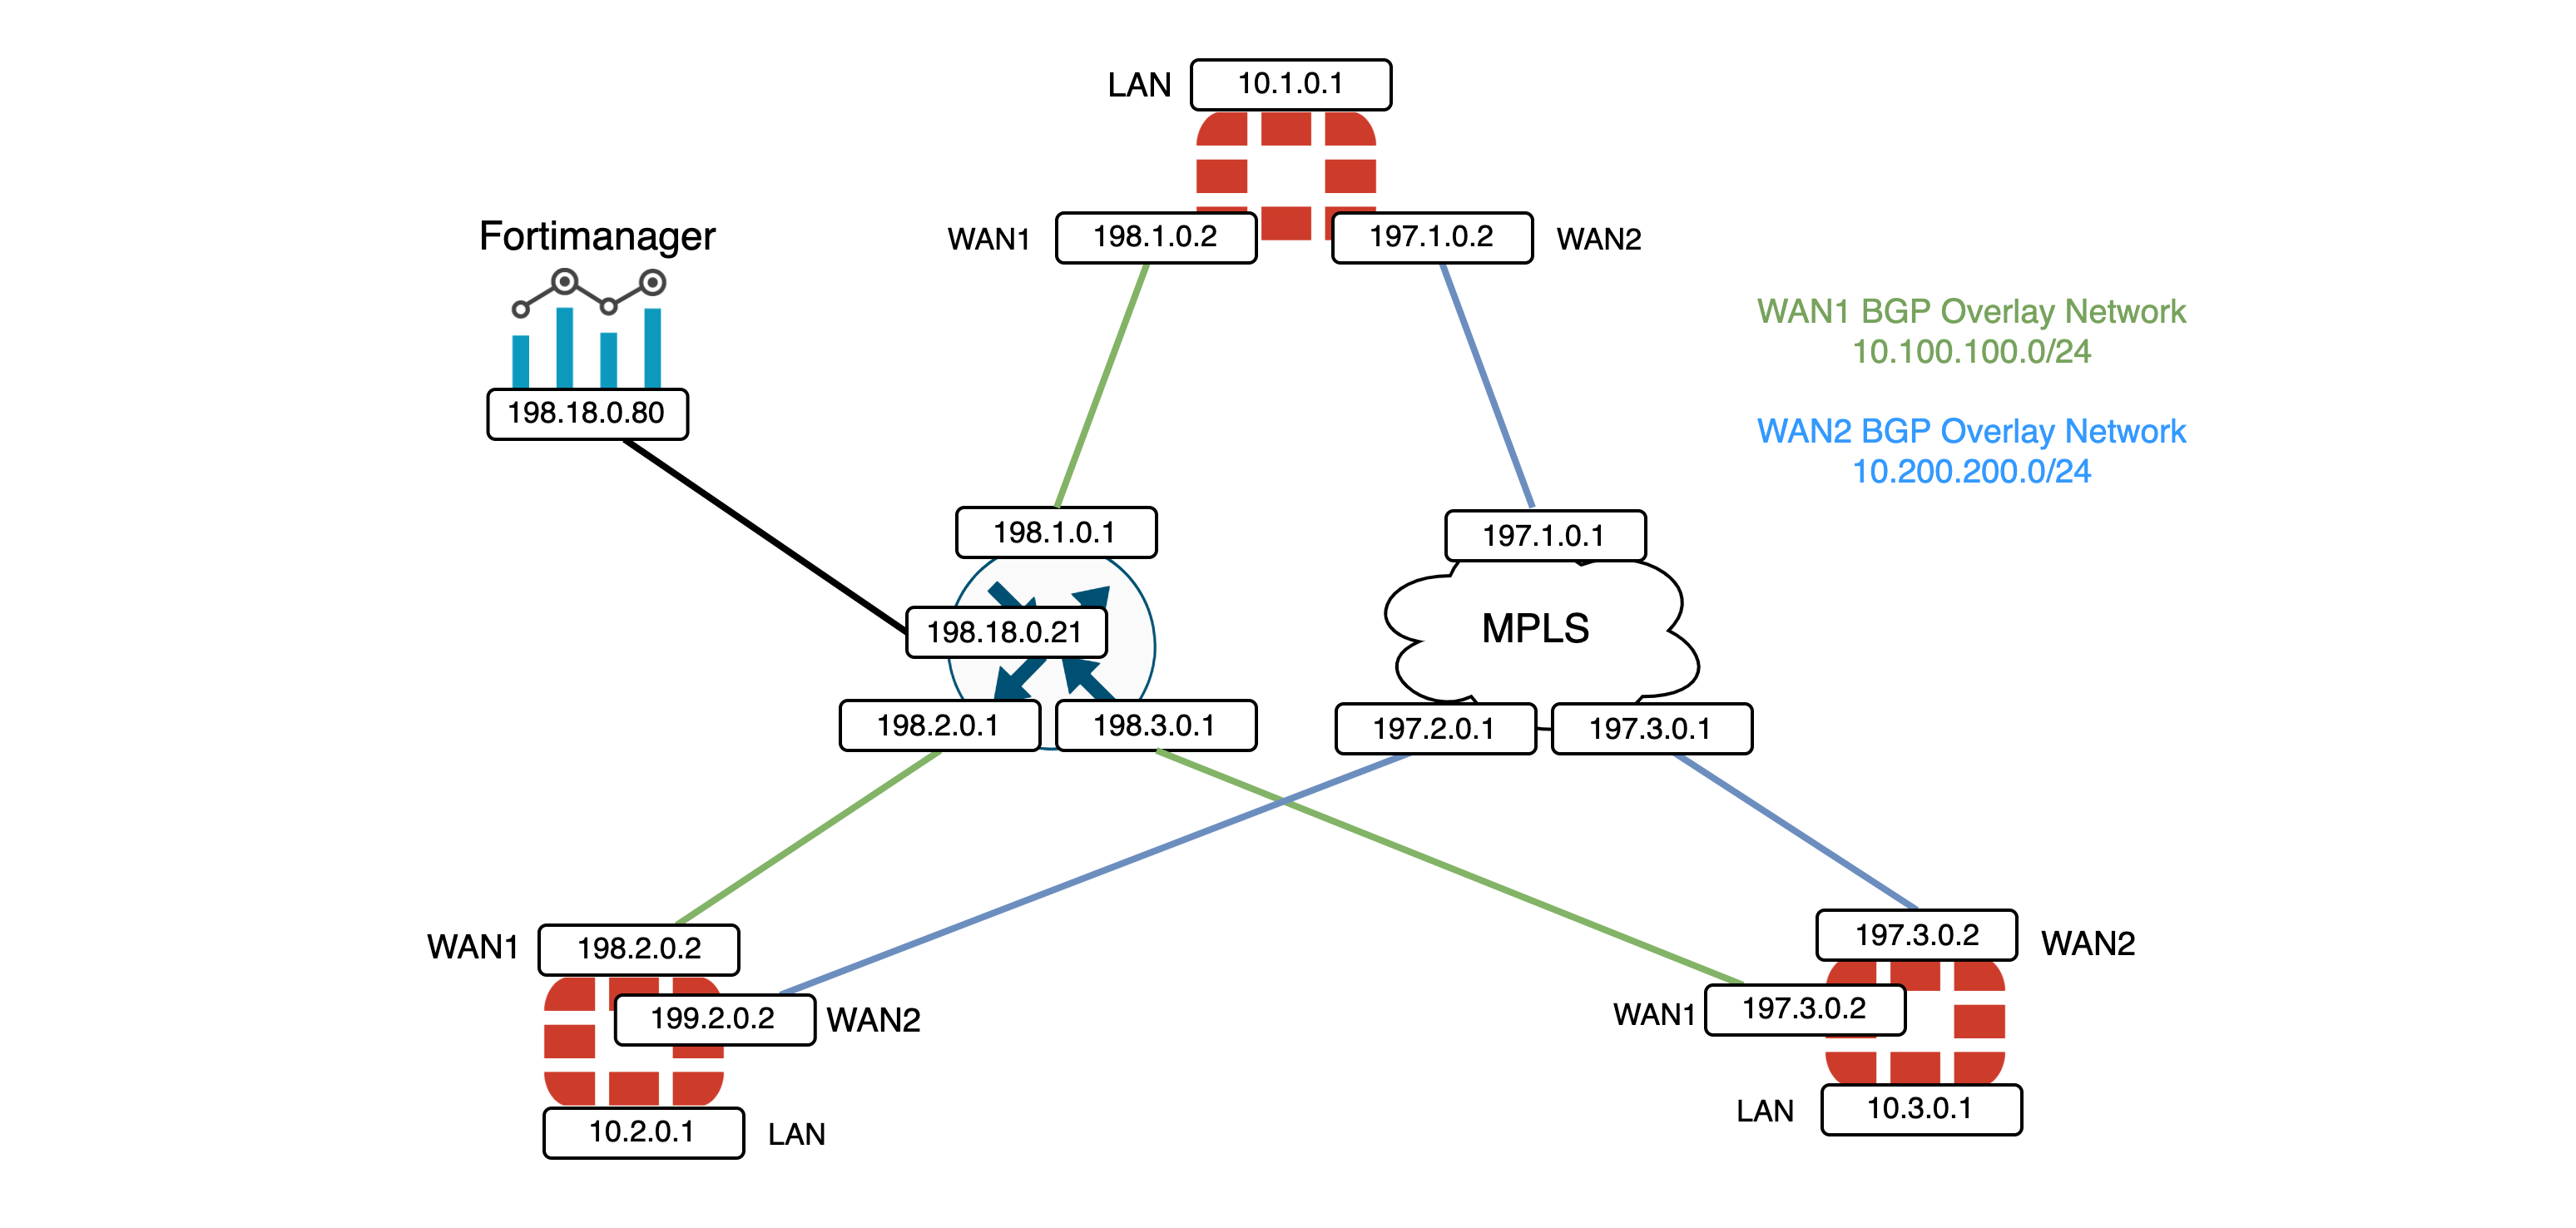 LAN
10.1.0.1
Fortimanager
WAN1
198.1.0.2
197.1.0.2
WAN2
WAN1 BGP Overlay Network
10.100.100.0/24
198.18.0.80
WAN2 BGP Overlay Network
10.200.200.0/24
198.1.0.1
197.1.0.1
198.18.0.21
MPLS
198.2.0.1
198.3.0.1
197.2.0.1
197.3.0.1
WAN1
198.2.0.2
199.2.0.2
WAN2
10.2.0.1
LAN
197.3.0.2
WAN2
WAN1
197.3.0.2
LAN
10.3.0.1